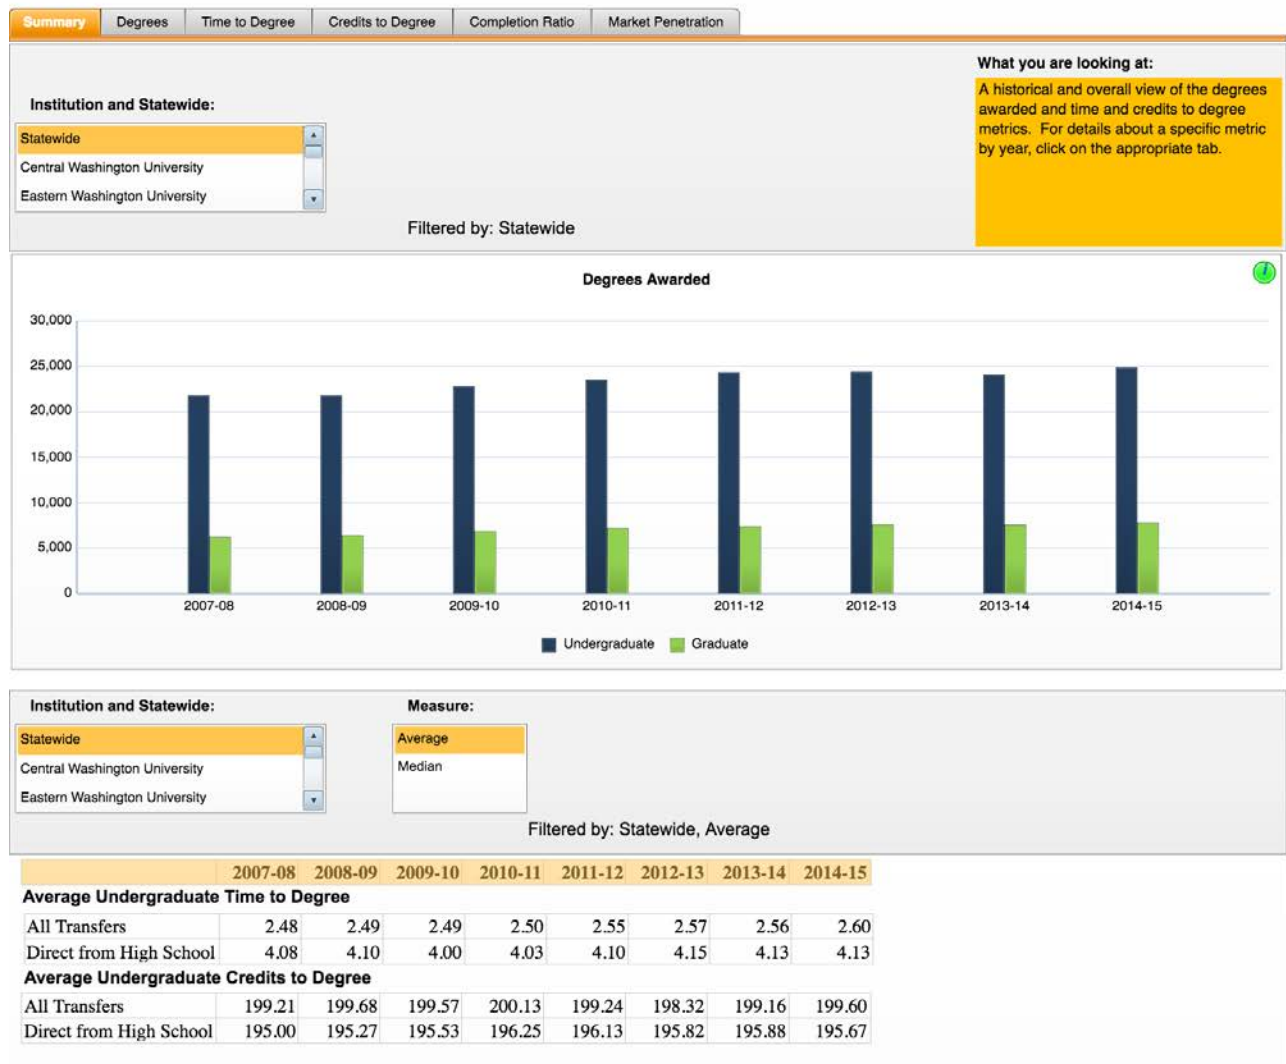 Summary Degrees Time to Degree Credits to Degree Completion Ratio Market Penetration
What you are looking at:
A historical and overall view of the degrees
awarded and time and credits to degree
metrics. For details about a specific metric
by year, click on the appropriate tab.
Institution and Statewide:
Statewide
Central Washington University
Eastern Washington University
Filtered by: Statewide
Degrees Awarded
30,000
25,000
20,000
15,000
10,000
5,000
0
2007-08 2008-09 2009-10 2010-11 2011-12 2012-13 2013-14 2014-15
Undergraduate Graduate
Institution and Statewide: Measure:
Statewide Average
Central Washington University Median
Eastern Washington University
Filtered by: Statewide, Average
2007-08 2008-09 2009-10 2010-11 2011-12 2012-13 2013-14 2014-15
Average Undergraduate Time to Degree
All Transfers 2.48 2.49 2.49 2.50 2.55 2.57 2.56 2.60
Direct from High School 4.08 4.10 4.00 4.03 4.10 4.15 4.13 4.13
Average Undergraduate Credits to Degree
All Transfers 199.21 199.68 199.57 200.13 199.24 198.32 199.16 199.60
Direct from High School 195.00 195.27 195.53 196.25 196.13 195.82 195.88 195.67